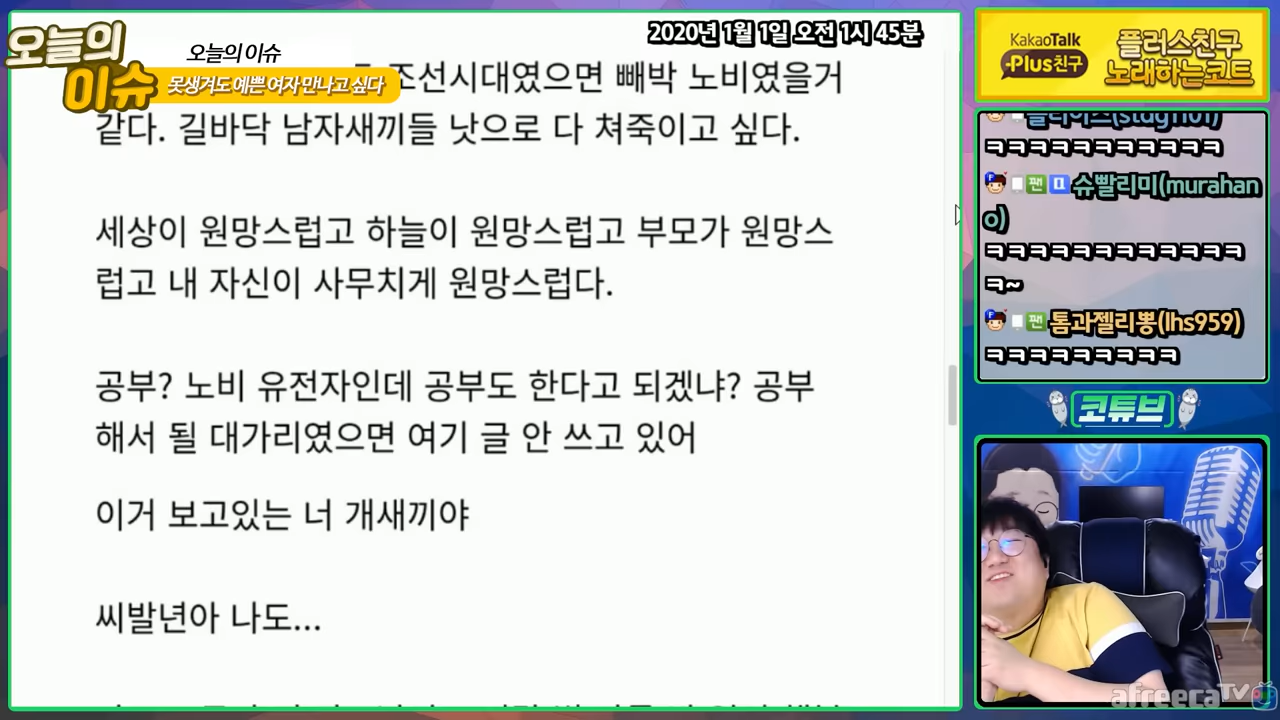 오늘의
이슈
오늘의 이슈
못생겨도 예쁜 여자 만나고 싶다
2020년 1월 1일 오전 1시 45분
조선시대였으면 빼박 노비였을거
같다. 길바닥 남자새끼들 낫으로 다 쳐죽이고 싶다.
세상이 원망스럽고 하늘이 원망스럽고 부모가 원망스
럽고 내 자신이 사무치게 원망스럽다.
공부? 노비 유전자인데 공부도 한다고 되겠냐? 공부
해서 될 대가리였으면 여기 글 안 쓰고 있어
이거 보고있는 너 개새끼야
씨발년아 나도...
KakaoTalk
Plus친구
플러스친구
노래하는코트
ㅋㅋㅋㅋㅋㅋㅋㅋㅋㅋㅋㅋ
팬 슈빨리미(murahan
o)
ㅋㅋㅋㅋㅋㅋㅋㅋㅋㅋㅋㅋㅋ
ㅋ~
팬 톰과젤리뽕(lhs959)
ㅋㅋㅋㅋㅋㅋㅋㅋㅋㅋ
코튜브
afreecaTV